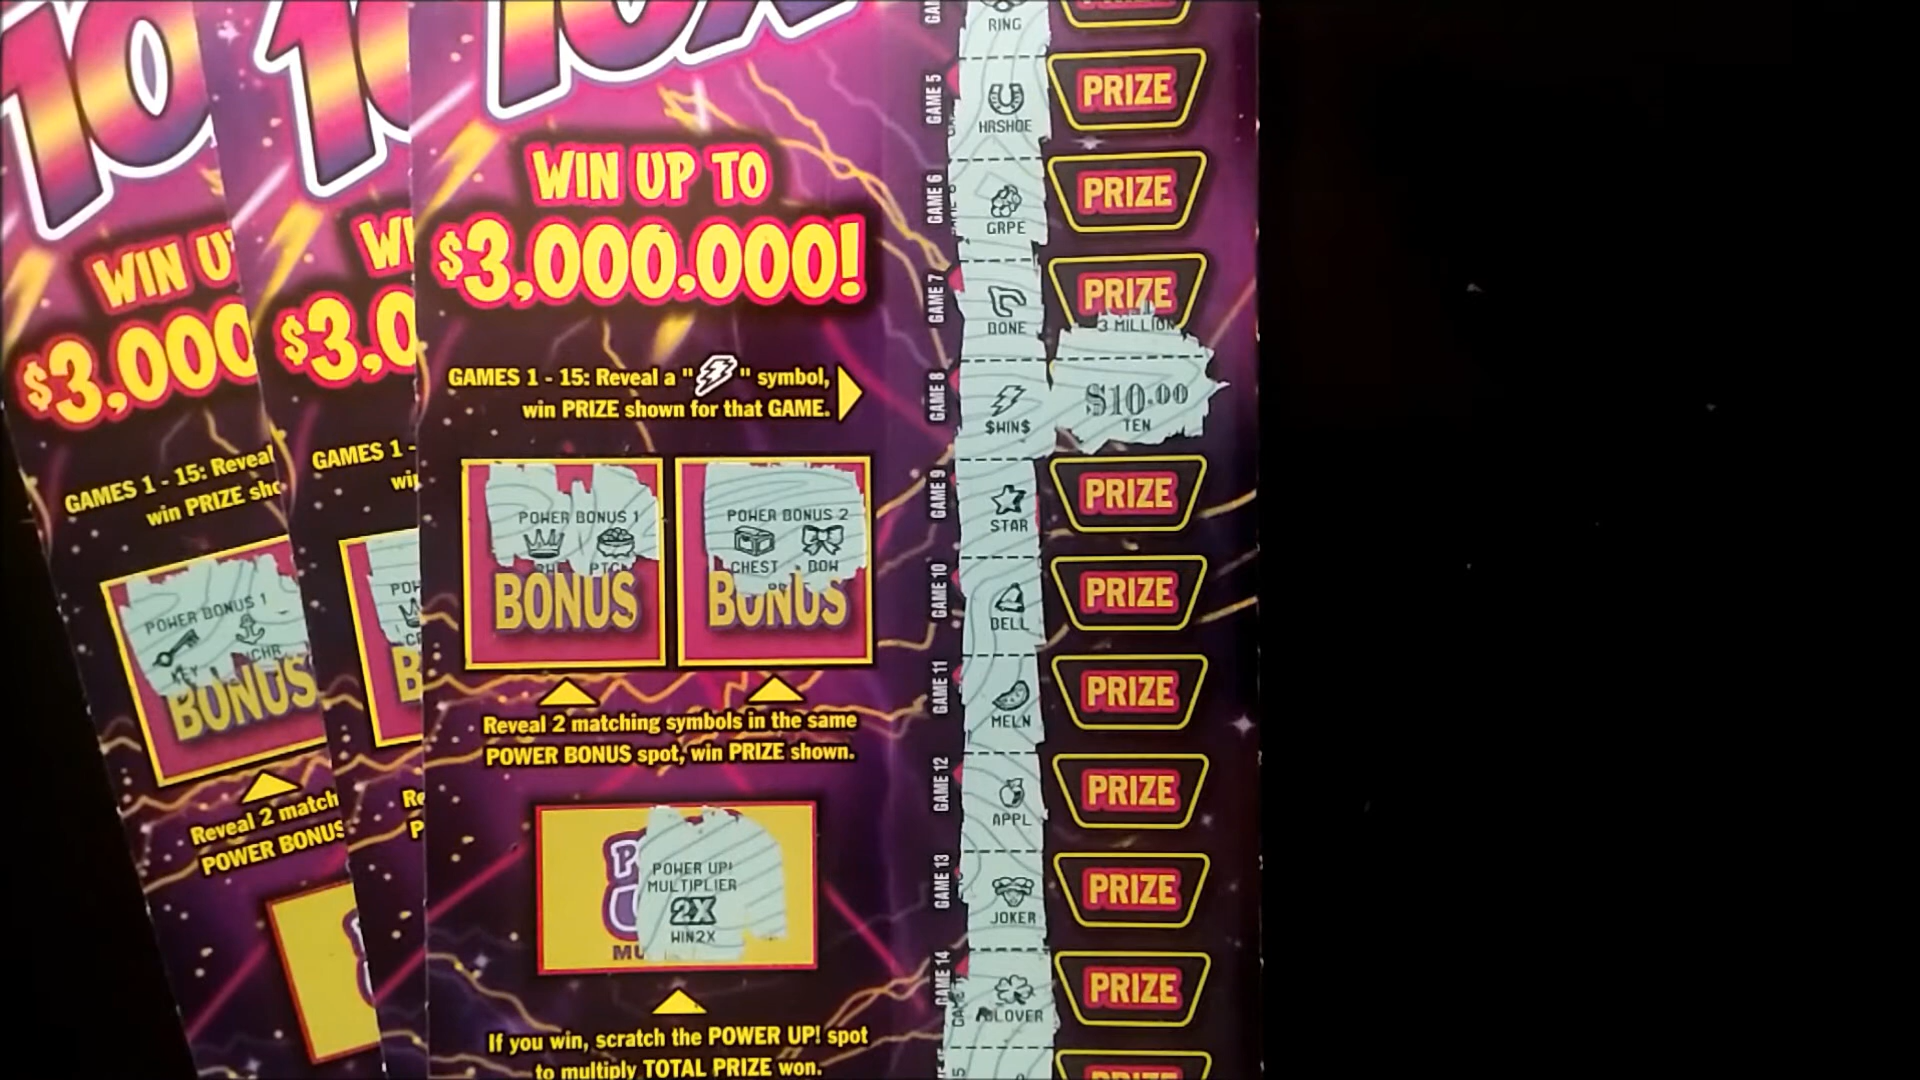 10
WIN U
$3,000
GAMES 1 - 15: Reveal
win PRIZE sho
POWER BONUS 1
KEY
BONUS
Reveal 2 match
POWER BONUS
$3,0
GAMES 1 -
10X
WIN UP TO
$3,000,000!
GAMES 1 - 15: Reveal a " " symbol,
win PRIZE shown for that GAME.
POWER BONUS 1
PTG
BONUS
POWER BONUS 2
CHEST BOW
BONUS
Reveal 2 matching symbols in the same
POWER BONUS spot, win PRIZE shown.
POWER UP!
MULTIPLIER
2X
WIN2X
If you win, scratch the POWER UP! spot
to multiply TOTAL PRIZE won.
RING
GAME 5
HRSHOE
PRIZE
GAME 6
GRPE
PRIZE
GAME 7
BONE
PRIZE
3 MILLION
GAME 8
$WIN$
$10.00
TEN
GAME 9
STAR
PRIZE
GAME 10
BELL
PRIZE
GAME 11
MELN
PRIZE
GAME 12
APPL
PRIZE
GAME 13
JOKER
PRIZE
GAME 14
CLOVER
PRIZE
PRIZE